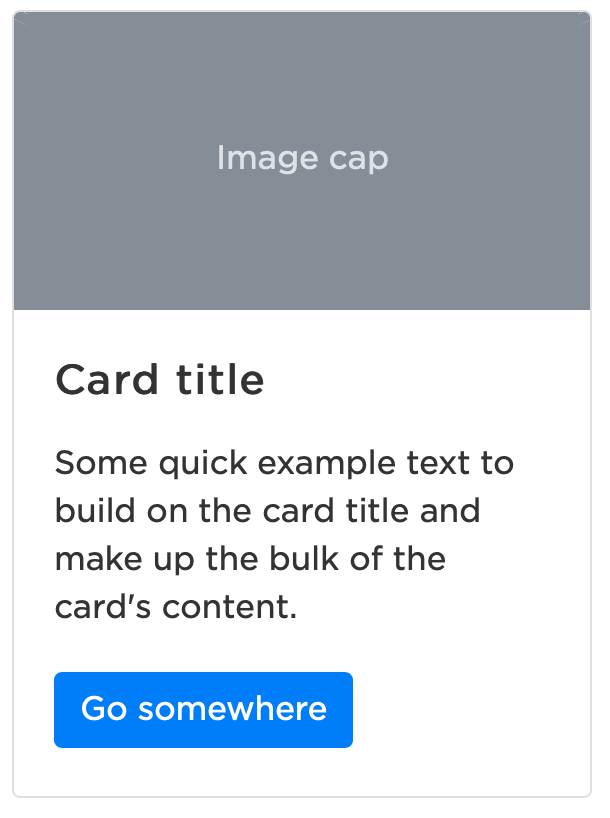 Image cap
Card title
Some quick example text to
build on the card title and
make up the bulk of the
card's content.
Go somewhere